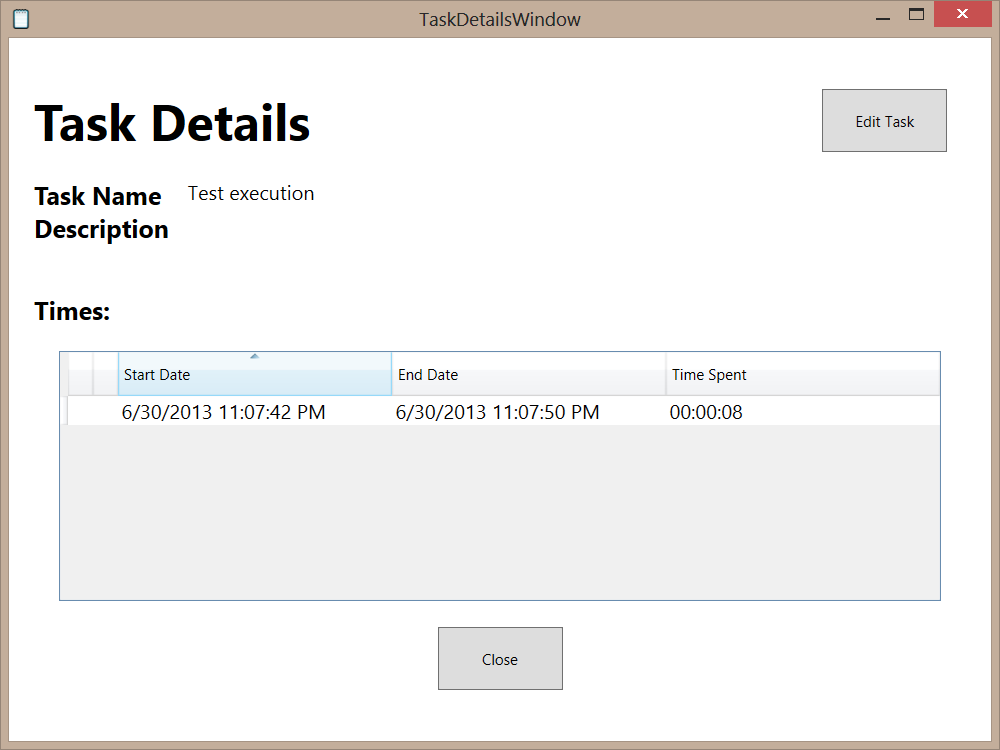 TaskDetailsWindow
Task Details
Edit Task
Task Name Test execution
Description
Times:
Start Date End Date Time Spent
6/30/2013 11:07:42 PM 6/30/2013 11:07:50 PM 00:00:08
Close